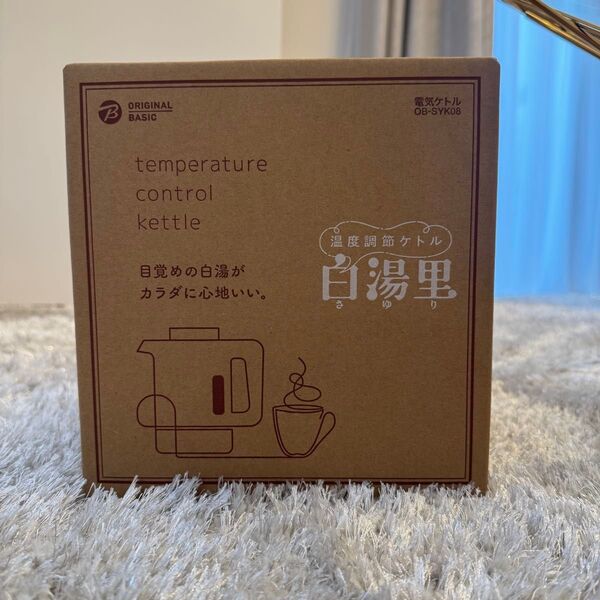 B ORIGINAL
BASIC
電気ケトル
OB-SYK08
temperature
control
kettle
温度調節ケトル
白湯里
さゆり
目覚めの白湯が
カラダに心地いい。